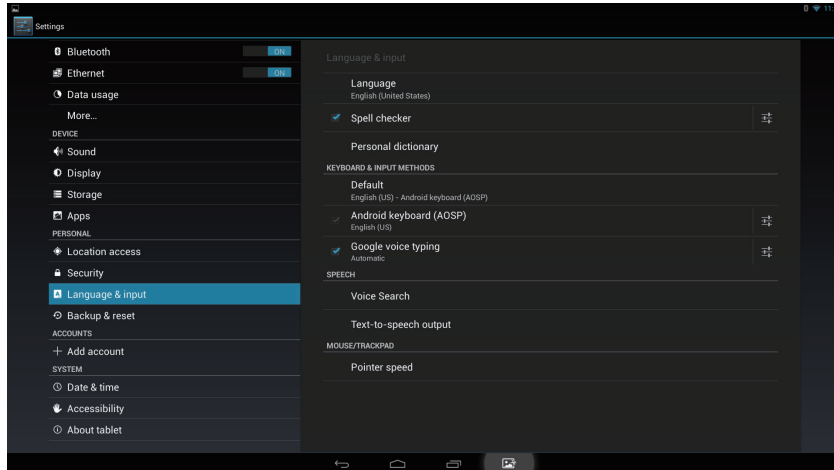 11:
Settings
Bluetooth
ON
Ethernet
ON
Data usage
More...
DEVICE
Sound
Display
Storage
Apps
PERSONAL
Location access
Security
A
Language & input
Backup & reset
ACCOUNTS
Add account
SYSTEM
Date & time
Accessibility
About tablet
Language & input
Language
English (United States)
Spell checker
Personal dictionary
KEYBOARD & INPUT METHODS
Default
English (US) - Android keyboard (AOSP)
Android keyboard (AOSP)
English (US)
Google voice typing
Automatic
SPEECH
Voice Search
Text-to-speech output
MOUSE/TRACKPAD
Pointer speed